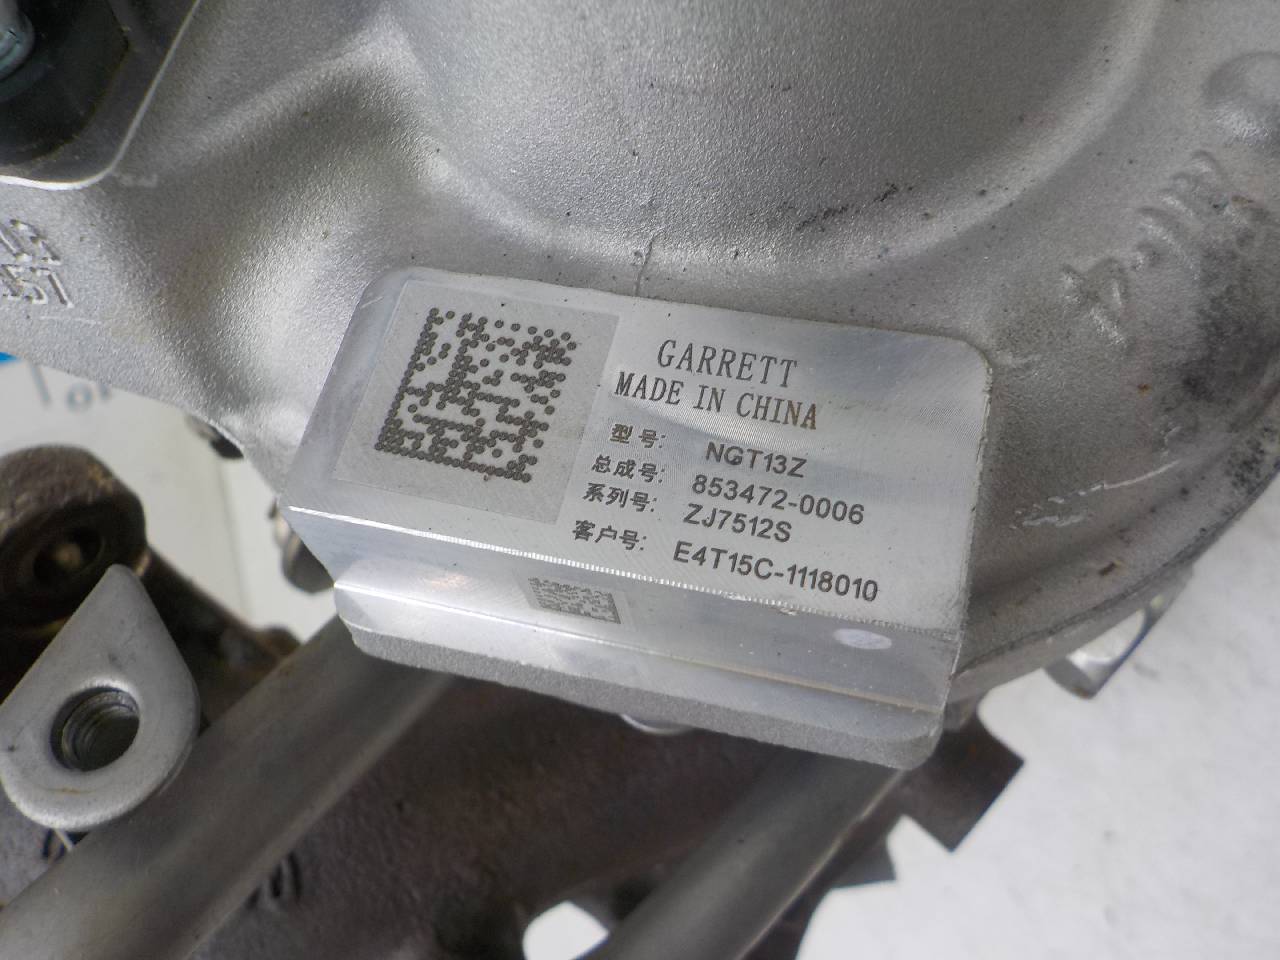 GARRETT
MADE IN CHINA
型号: NGT13Z
总成号: 853472-0006
系列号: ZJ7512S
客户号: E4T15C-1118010